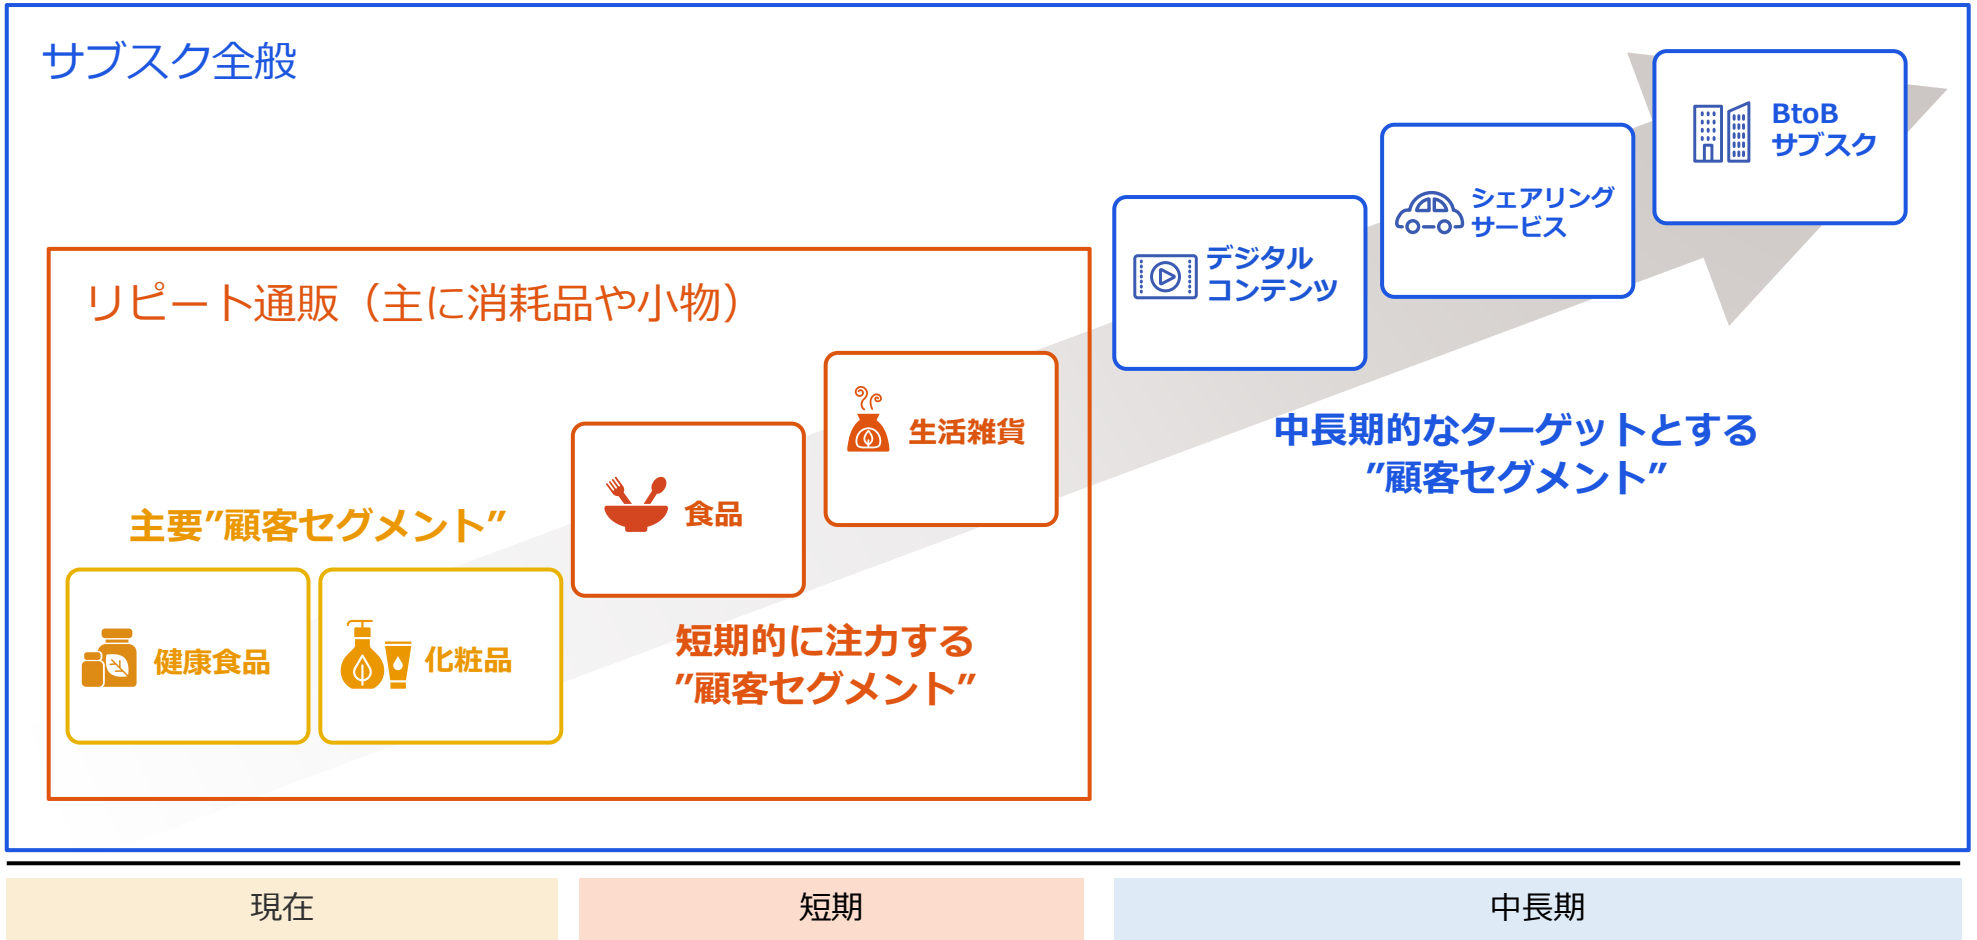 サブスク全般
BtoB
サブスク
シェアリング
サービス
デジタル
コンテンツ
リピート通販（主に消耗品や小物）
生活雑貨
中長期的なターゲットとする
”顧客セグメント”
食品
主要”顧客セグメント”
健康食品
化粧品
短期的に注力する
”顧客セグメント”
現在
短期
中長期